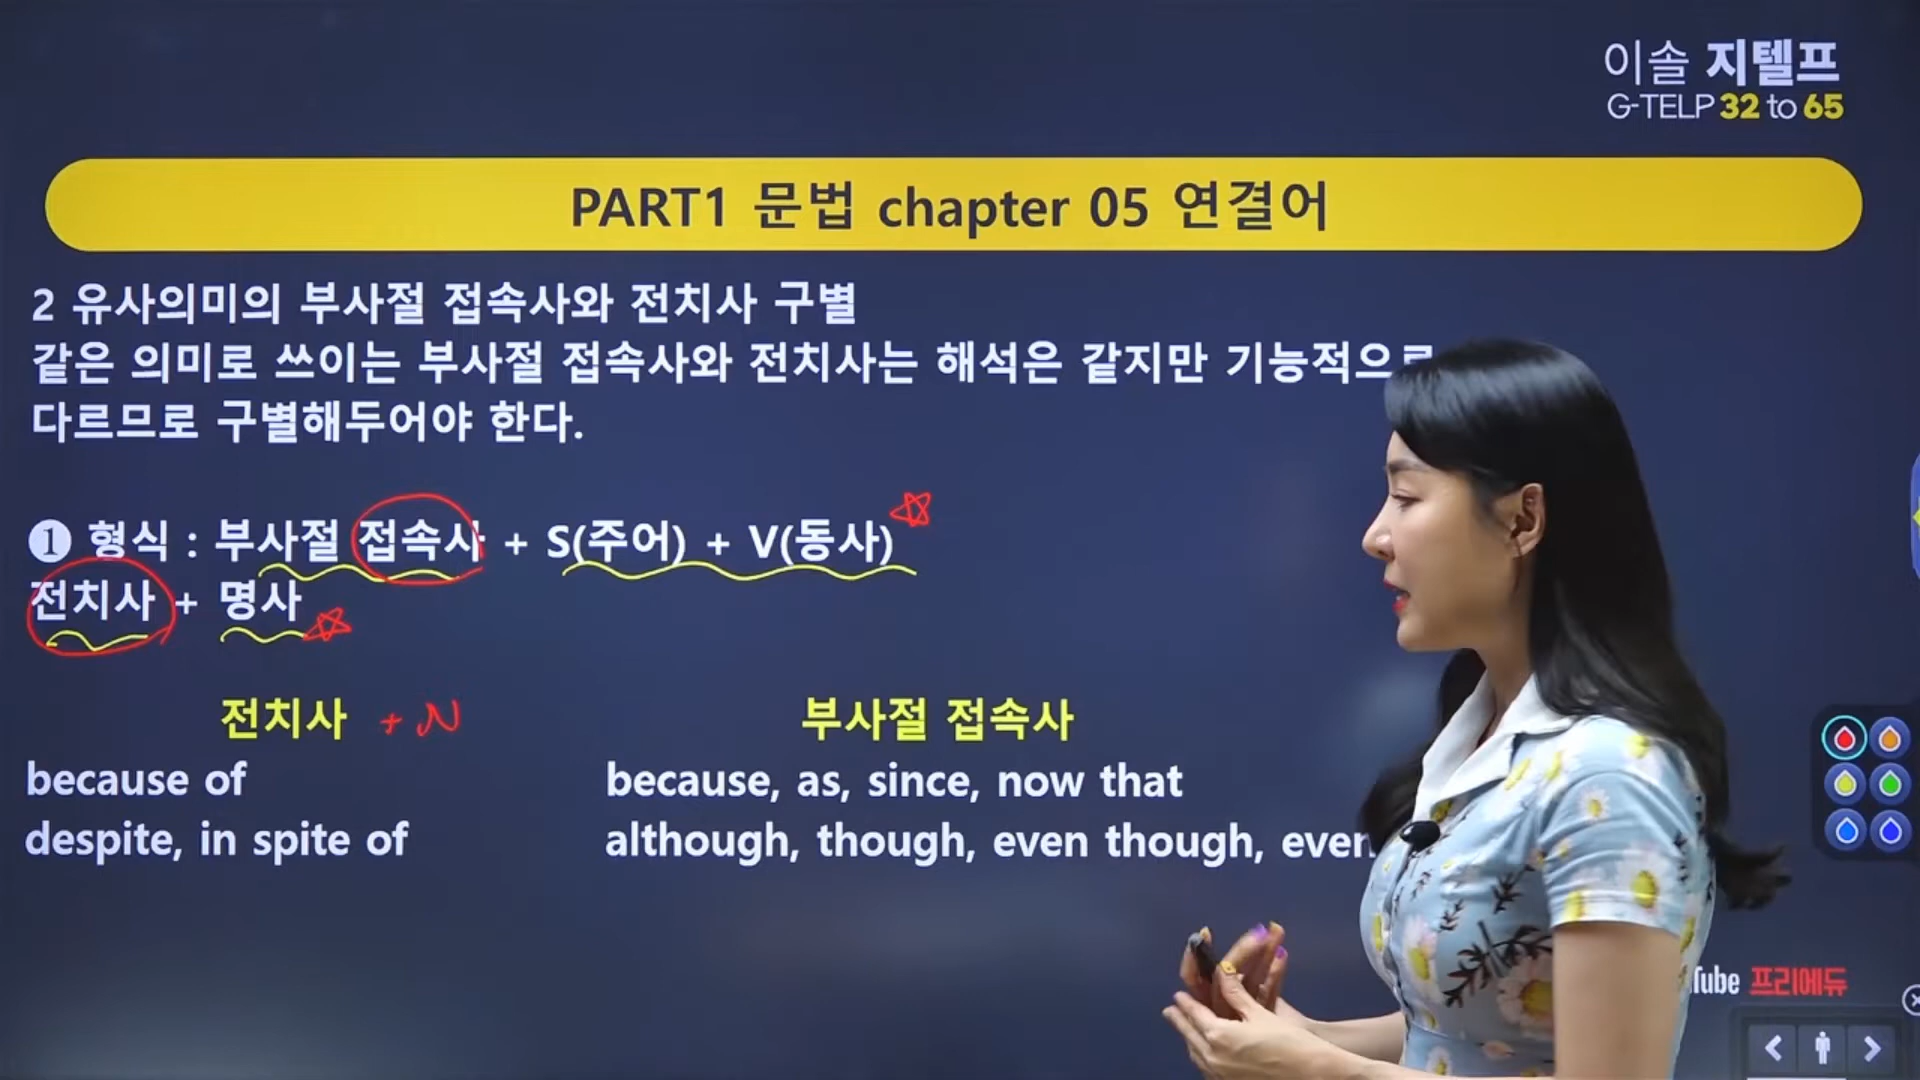 이솔 지텔프
G-TELP 32 to 65
PART1 문법 chapter 05 연결어
2 유사의미의 부사절 접속사와 전치사 구별
같은 의미로 쓰이는 부사절 접속사와 전치사는 해석은 같지만 기능적으로
다르므로 구별해두어야 한다.
❶ 형식 : 부사절 접속사 + S(주어) + V(동사)
전치사 + 명사
전치사 + N
부사절 접속사
because of
because, as, since, now that
despite, in spite of
although, though, even though, even
Tube 프리에듀